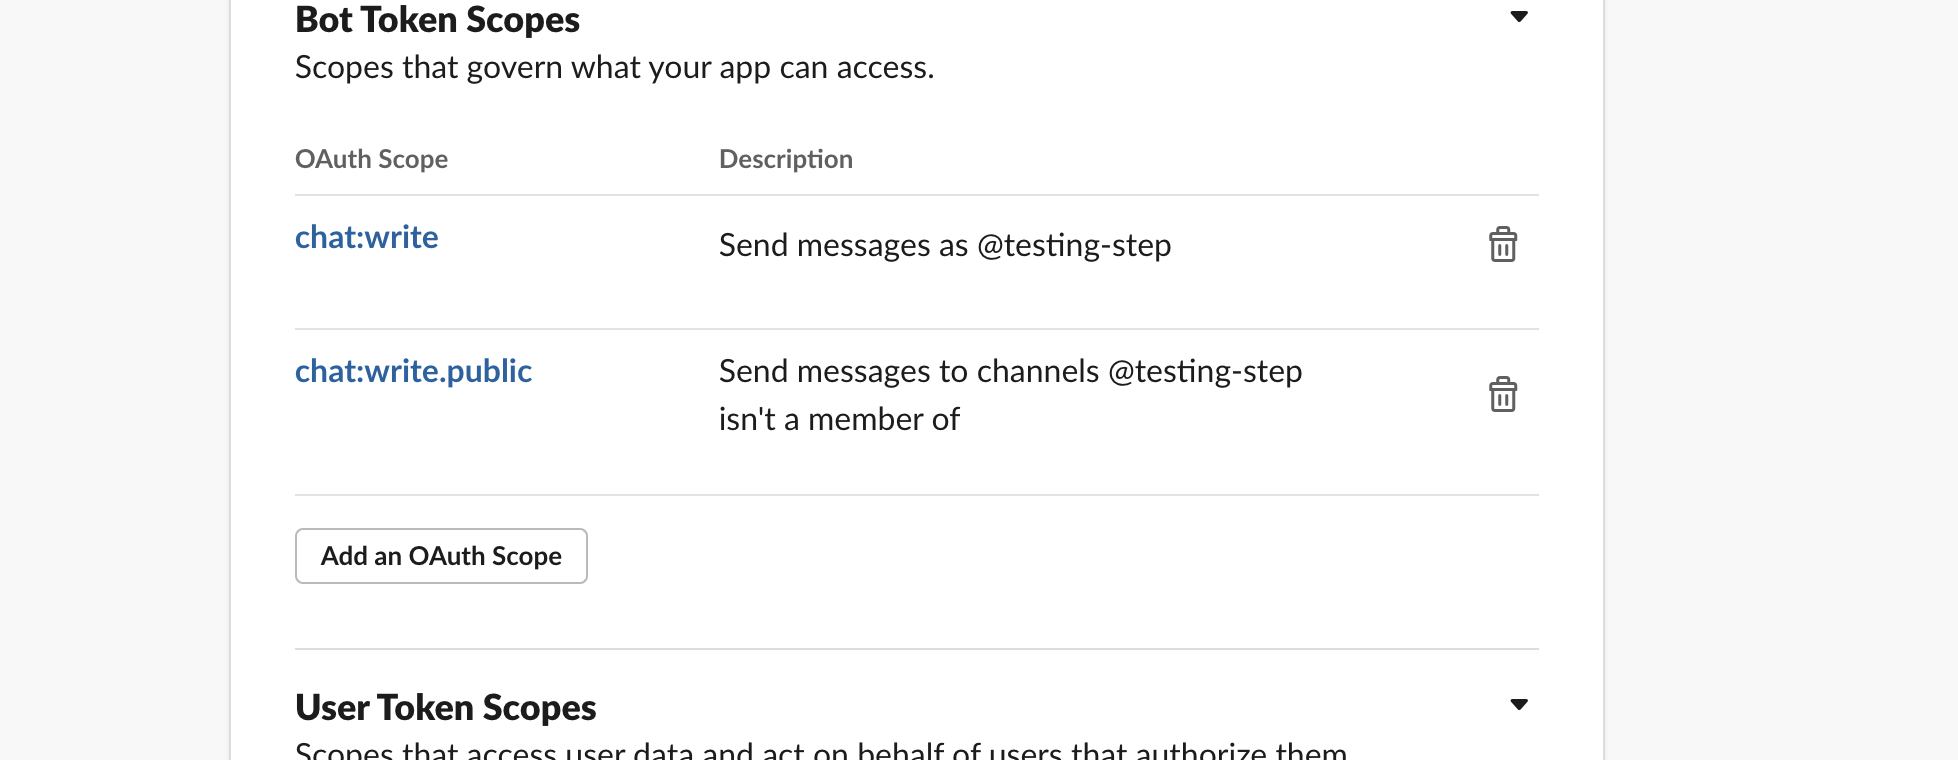 Bot Token Scopes
Scopes that govern what your app can access.
OAuth Scope Description
chat:write Send messages as @testing-step
chat:write.public Send messages to channels @testing-step
isn't a member of
Add an OAuth Scope
User Token Scopes
Scopes that access user data and act on behalf of users that authorize them